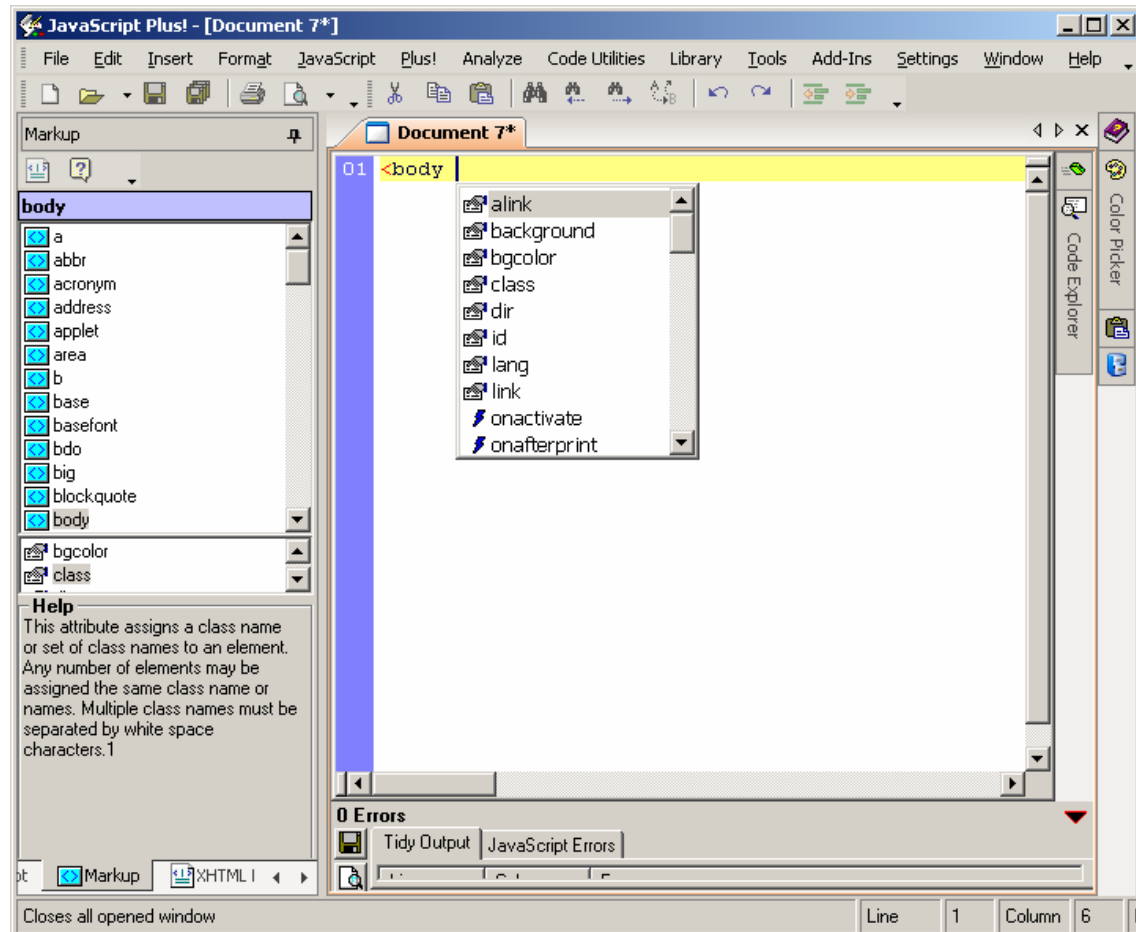 JavaScript Plus! - [Document 7*]
File Edit Insert Format JavaScript Plus! Analyze Code Utilities Library Tools Add-Ins Settings Window Help
Markup
Document 7*
body
a
abbr
acronym
address
applet
area
b
base
basefont
bdo
big
blockquote
body
bgcolor
class
Help
This attribute assigns a class name
or set of class names to an element.
Any number of elements may be
assigned the same class name or
names. Multiple class names must be
separated by white space
characters.1
Markup XHTML
01 <body
alink
background
bgcolor
class
dir
id
lang
link
onactivate
onafterprint
Code Explorer
Color Picker
0 Errors
Tidy Output JavaScript Errors
Closes all opened window
Line 1 Column 6